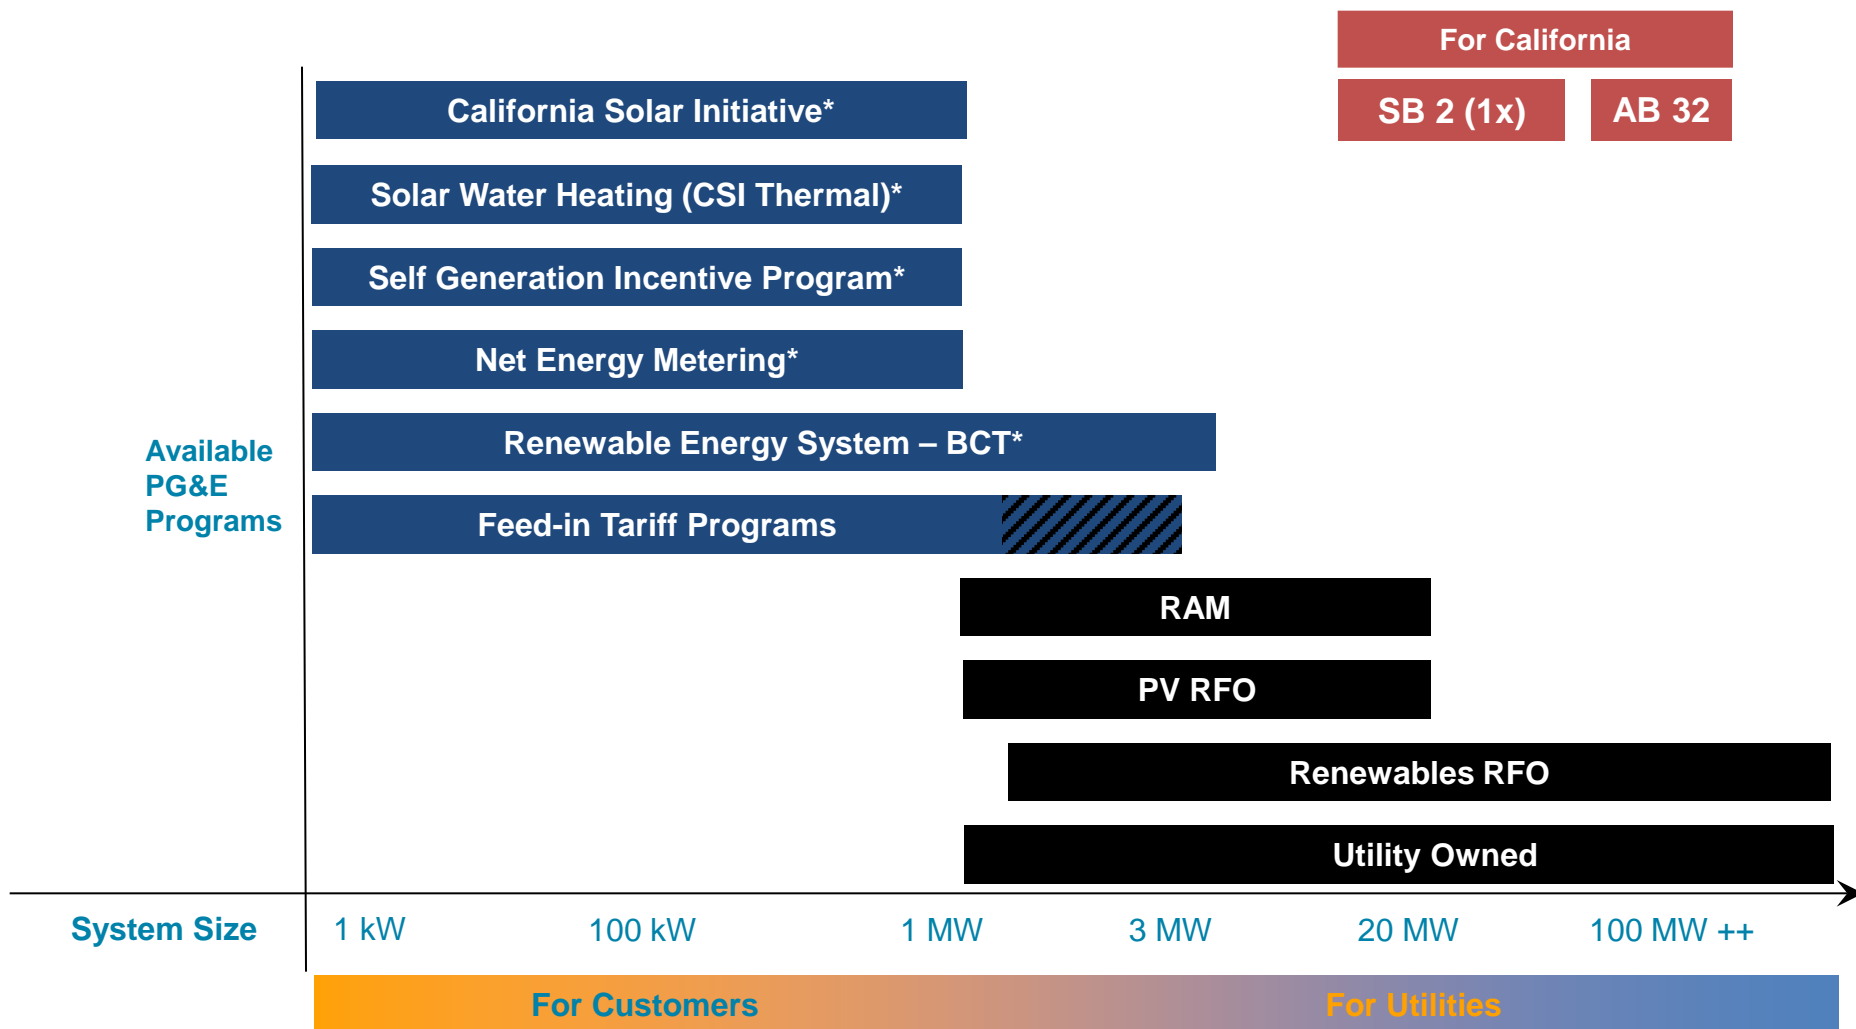 For California
SB 2 (1x)
AB 32
California Solar Initiative*
Solar Water Heating (CSI Thermal)*
Self Generation Incentive Program*
Net Energy Metering*
Renewable Energy System – BCT*
Feed-in Tariff Programs
RAM
PV RFO
Renewables RFO
Utility Owned
Available
PG&E
Programs
System Size
1 kW
100 kW
1 MW
3 MW
20 MW
100 MW ++
For Customers
For Utilities